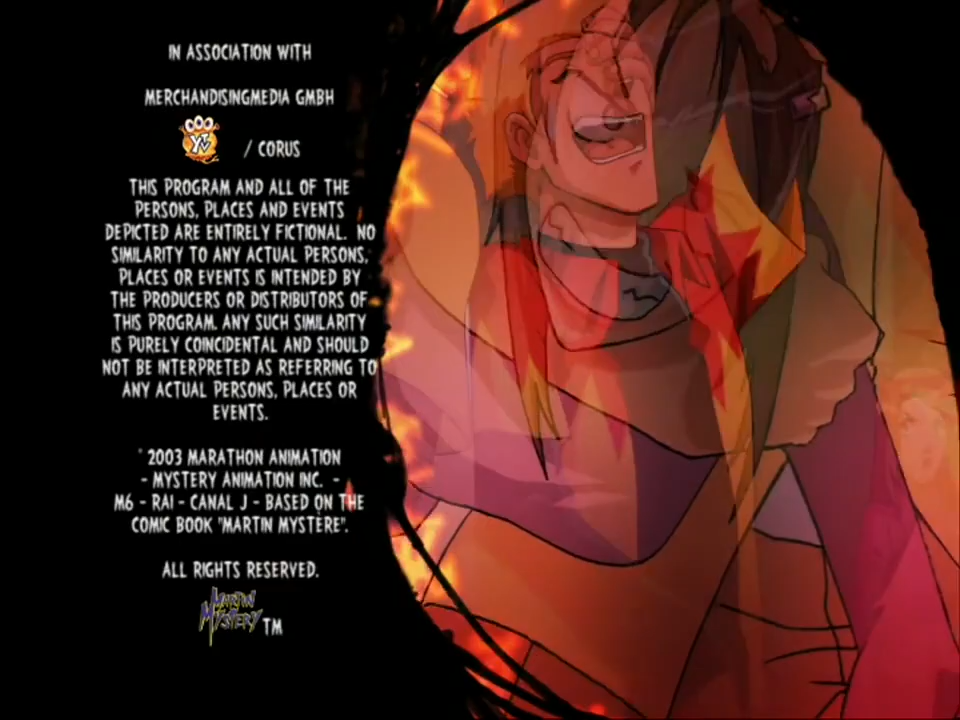 IN ASSOCIATION WITH
MERCHANDISINGMEDIA GMBH
YTV / CORUS
THIS PROGRAM AND ALL OF THE
PERSONS, PLACES AND EVENTS
DEPICTED ARE ENTIRELY FICTIONAL. NO
SIMILARITY TO ANY ACTUAL PERSONS,
PLACES OR EVENTS IS INTENDED BY
THE PRODUCERS OR DISTRIBUTORS OF
THIS PROGRAM. ANY SUCH SIMILARITY
IS PURELY COINCIDENTAL AND SHOULD
NOT BE INTERPRETED AS REFERRING TO
ANY ACTUAL PERSONS, PLACES OR
EVENTS.
° 2003 MARATHON ANIMATION
- MYSTERY ANIMATION INC. -
M6 - RAI - CANAL J - BASED ON THE
COMIC BOOK "MARTIN MYSTÈRE".
ALL RIGHTS RESERVED.
MARTIN
MYSTERY TM